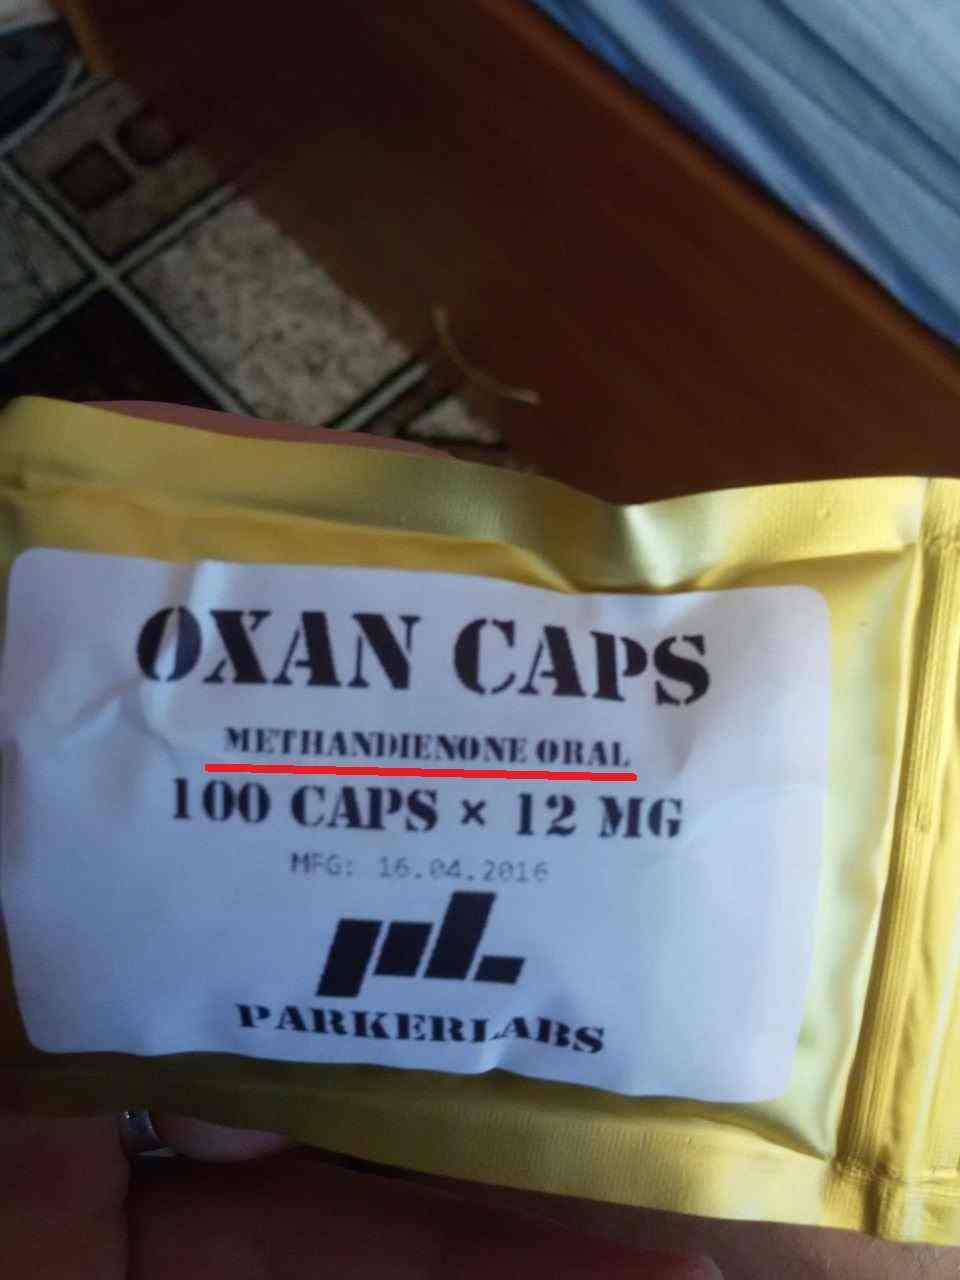 OXAN CAPS
METHANDIENONE ORAL
100 CAPS × 12 MG
MFG: 16.04.2016
PL
PARKERLABS